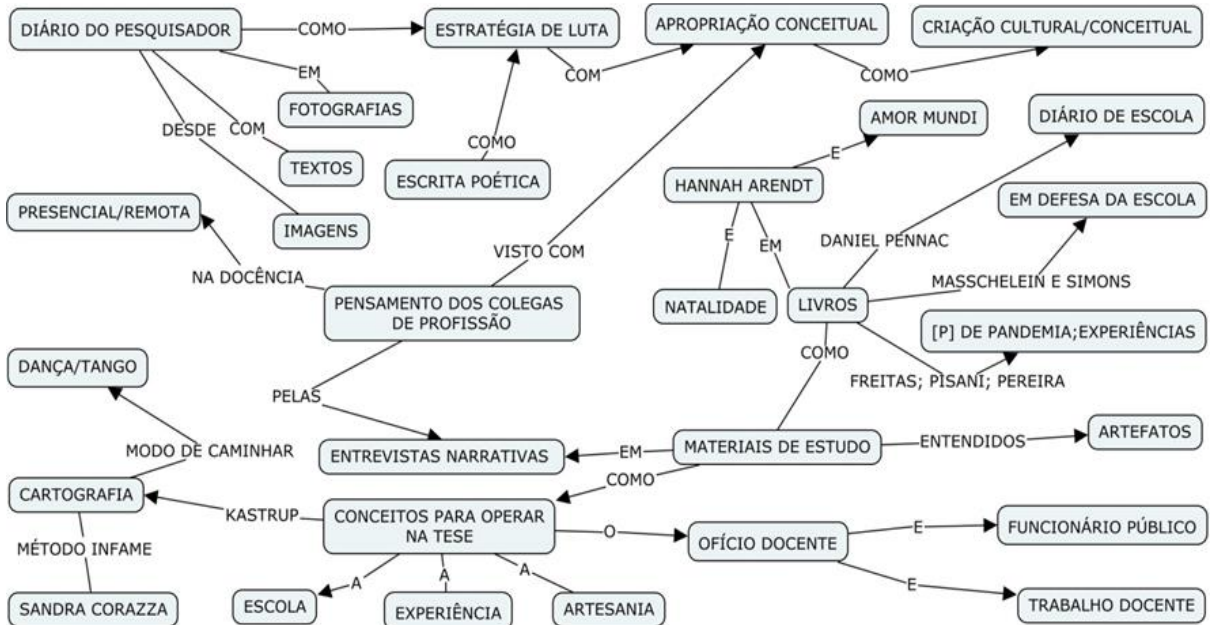 DIÁRIO DO PESQUISADOR
COMO
ESTRATÉGIA DE LUTA
APROPRIAÇÃO CONCEITUAL
CRIAÇÃO CULTURAL/CONCEITUAL
COM
COMO
EM
FOTOGRAFIAS
DESDE
COM
TEXTOS
IMAGENS
COMO
ESCRITA POÉTICA
AMOR MUNDI
DIÁRIO DE ESCOLA
E
HANNAH ARENDT
EM DEFESA DA ESCOLA
PRESENCIAL/REMOTA
E
EM
DANIEL PENNAC
VISTO COM
NA DOCÊNCIA
MASSCHELEIN E SIMONS
PENSAMENTO DOS COLEGAS
DE PROFISSÃO
NATALIDADE
LIVROS
[P] DE PANDEMIA;EXPERIÊNCIAS
COMO
FREITAS; PISANI; PEREIRA
DANÇA/TANGO
PELAS
MODO DE CAMINHAR
ENTREVISTAS NARRATIVAS
EM
MATERIAIS DE ESTUDO
ENTENDIDOS
ARTEFATOS
COMO
CARTOGRAFIA
KASTRUP
CONCEITOS PARA OPERAR
NA TESE
O
OFÍCIO DOCENTE
E
FUNCIONÁRIO PÚBLICO
MÉTODO INFAME
A
A
A
E
SANDRA CORAZZA
ESCOLA
EXPERIÊNCIA
ARTESANIA
TRABALHO DOCENTE